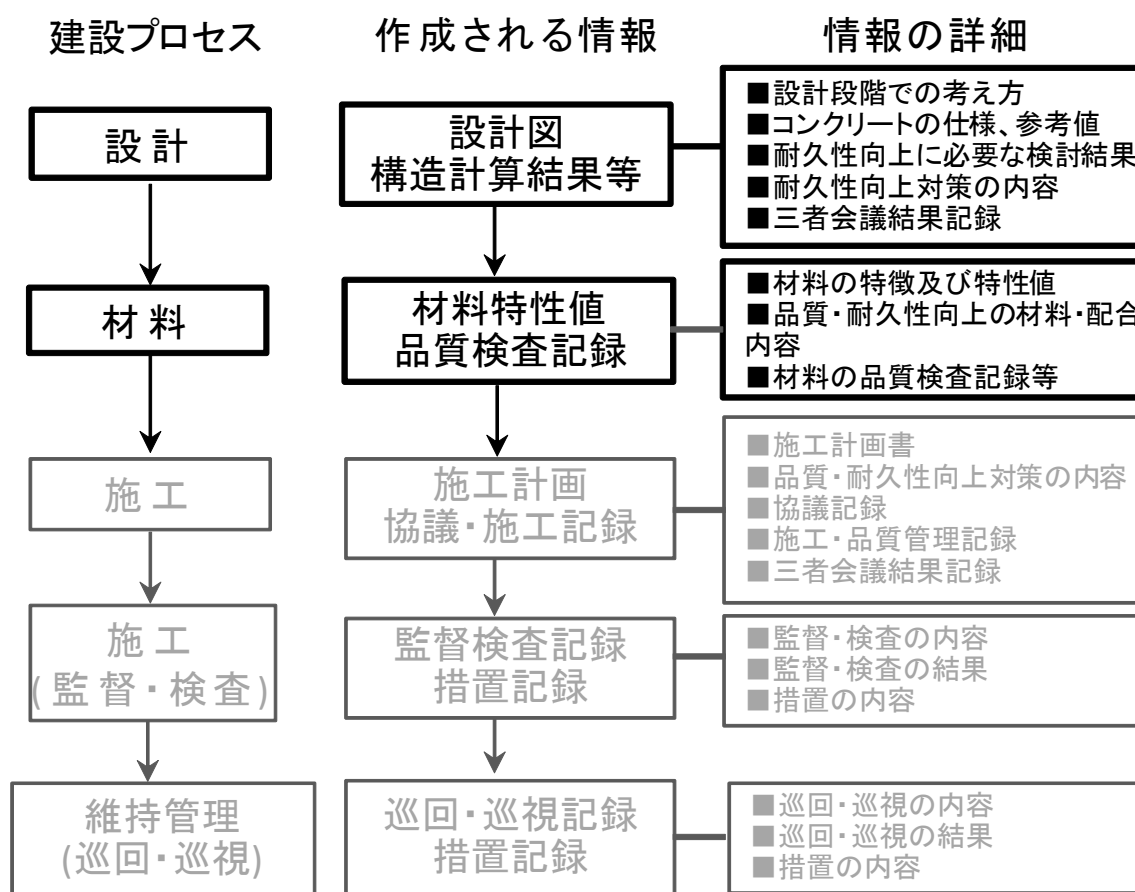 建設プロセス
作成される情報
情報の詳細
設計
設計図
構造計算結果等
■設計段階での考え方
■コンクリートの仕様、参考値
■耐久性向上に必要な検討結果
■耐久性向上対策の内容
■三者会議結果記録
材料
材料特性値
品質検査記録
■材料の特徴及び特性値
■品質・耐久性向上の材料・配合
内容
■材料の品質検査記録等
施工
施工計画
協議・施工記録
■施工計画書
■品質・耐久性向上対策の内容
■協議記録
■施工・品質管理記録
■三者会議結果記録
施工
(監督・検査)
監督検査記録
措置記録
■監督・検査の内容
■監督・検査の結果
■措置の内容
維持管理
(巡回・巡視)
巡回・巡視記録
措置記録
■巡回・巡視の内容
■巡回・巡視の結果
■措置の内容